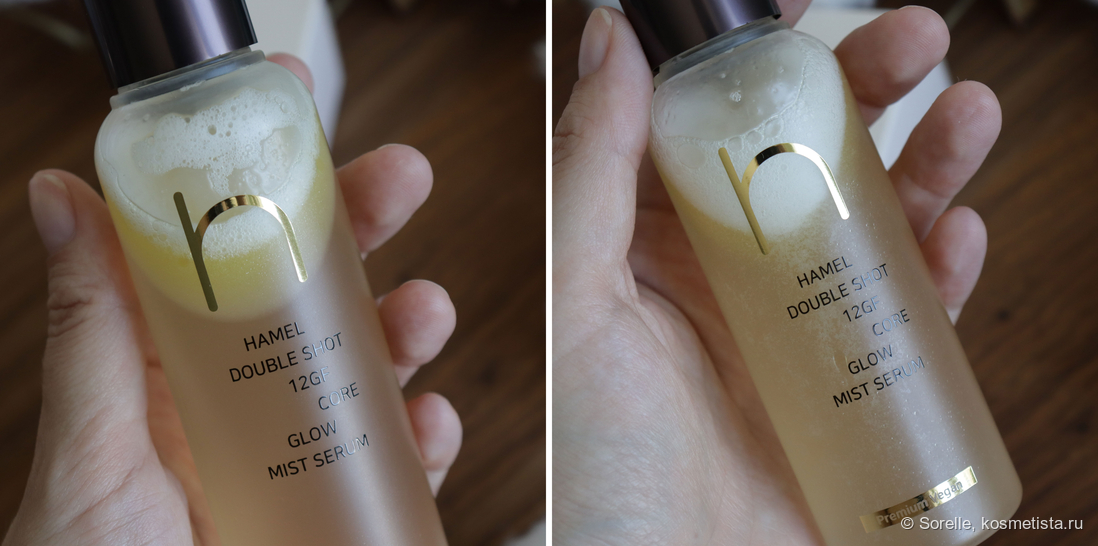 h
HAMEL
DOUBLE SHOT
12GF
CORE
GLOW
MIST SERUM
h
HAMEL
DOUBLE SHOT
12GF
CORE
GLOW
MIST SERUM
Premium Vegan
© Sorelle, kosmetista.ru